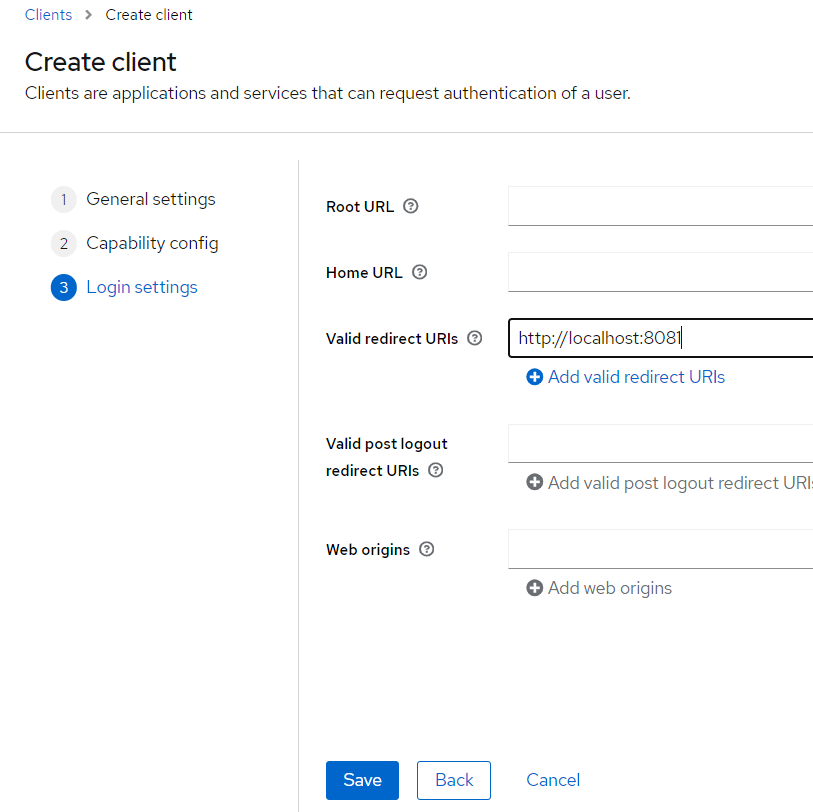 Clients > Create client
Create client
Clients are applications and services that can request authentication of a user.
1 General settings
2 Capability config
3 Login settings
Root URL
Home URL
Valid redirect URIs
http://localhost:8081
Add valid redirect URIs
Valid post logout
redirect URIs
Add valid post logout redirect URIs
Web origins
Add web origins
Save Back Cancel